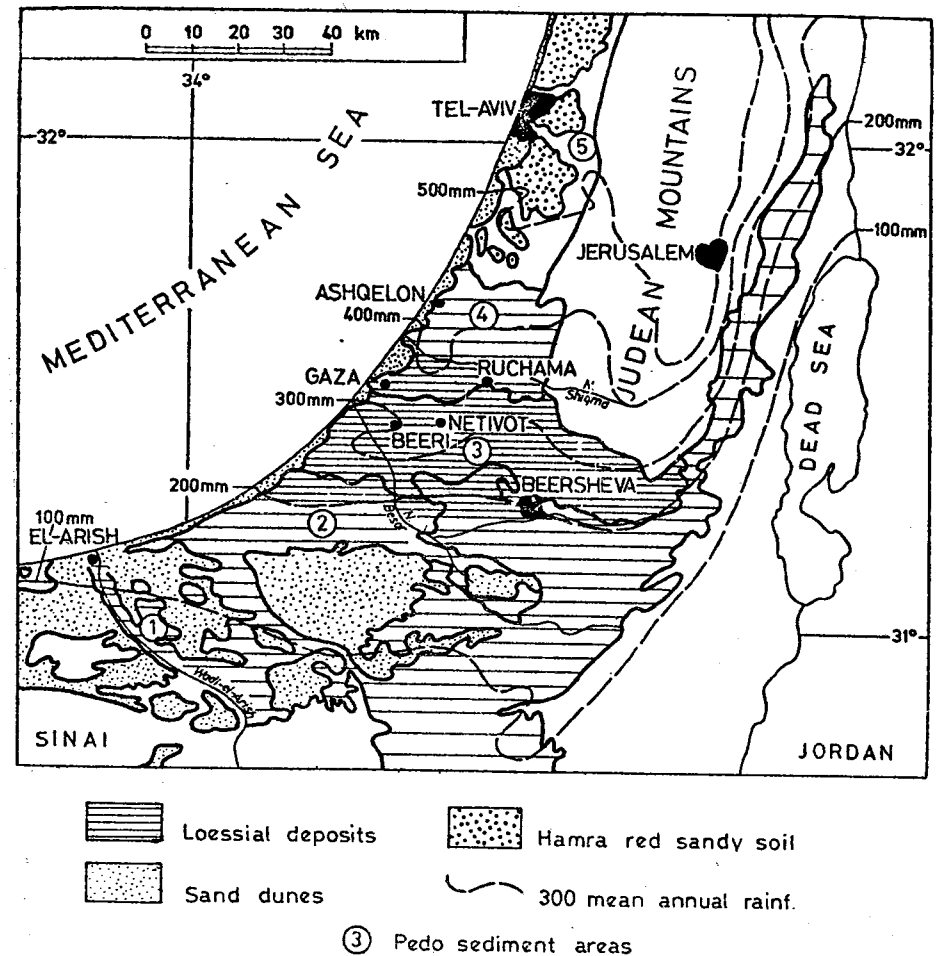 0 10 20 30 40 km
34°
TEL-AVIV
32°
200mm
32°
MEDITERRANEAN SEA
⑤
500mm
JUDEAN MOUNTAINS
100mm
JERUSALEM
ASHQELON
400mm
④
DEAD SEA
GAZA
RUCHAMA
N. Shiqma
300mm
NETIVOT
BEERI
③
BEERSHEVA
200mm
N. Besor
②
100mm
EL-ARISH
①
31°
Wadi-el-Arish
SINAI
JORDAN
Loessial deposits
Hamra red sandy soil
Sand dunes
300 mean annual rainf.
③ Pedo sediment areas